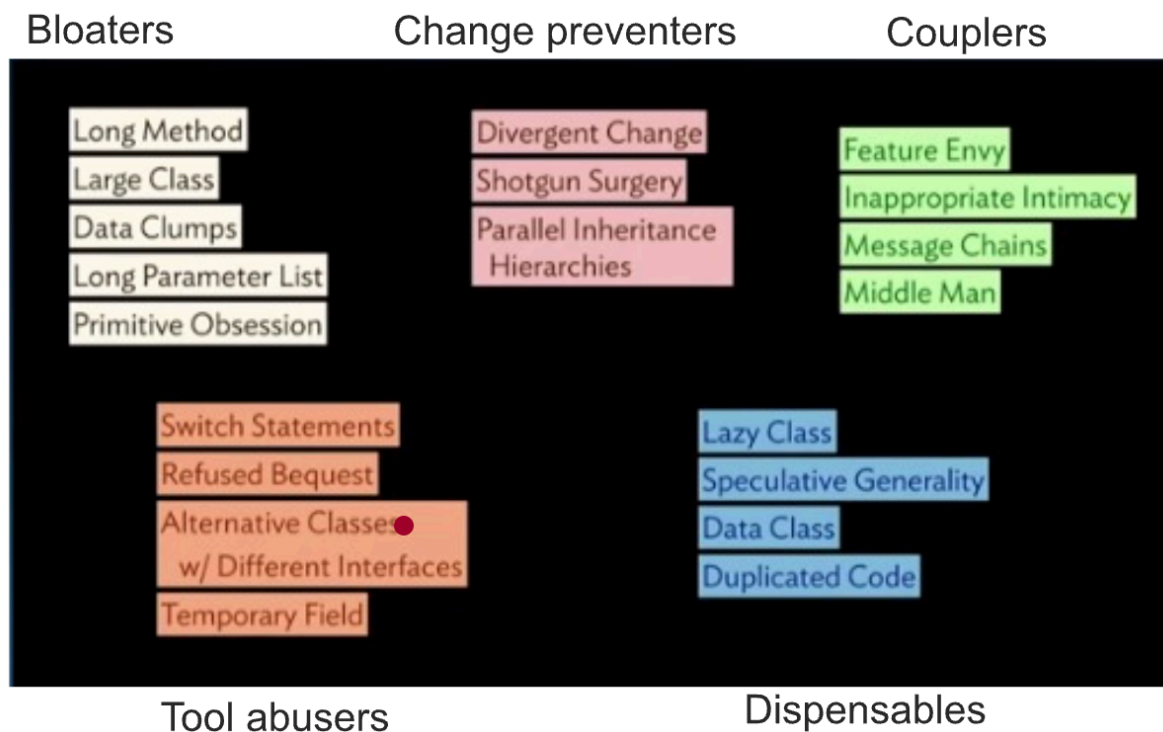 Bloaters
Change preventers
Couplers
Long Method
Large Class
Data Clumps
Long Parameter List
Primitive Obsession
Divergent Change
Shotgun Surgery
Parallel Inheritance
Hierarchies
Feature Envy
Inappropriate Intimacy
Message Chains
Middle Man
Switch Statements
Refused Bequest
Alternative Classes
w/ Different Interfaces
Temporary Field
Lazy Class
Speculative Generality
Data Class
Duplicated Code
Tool abusers
Dispensables